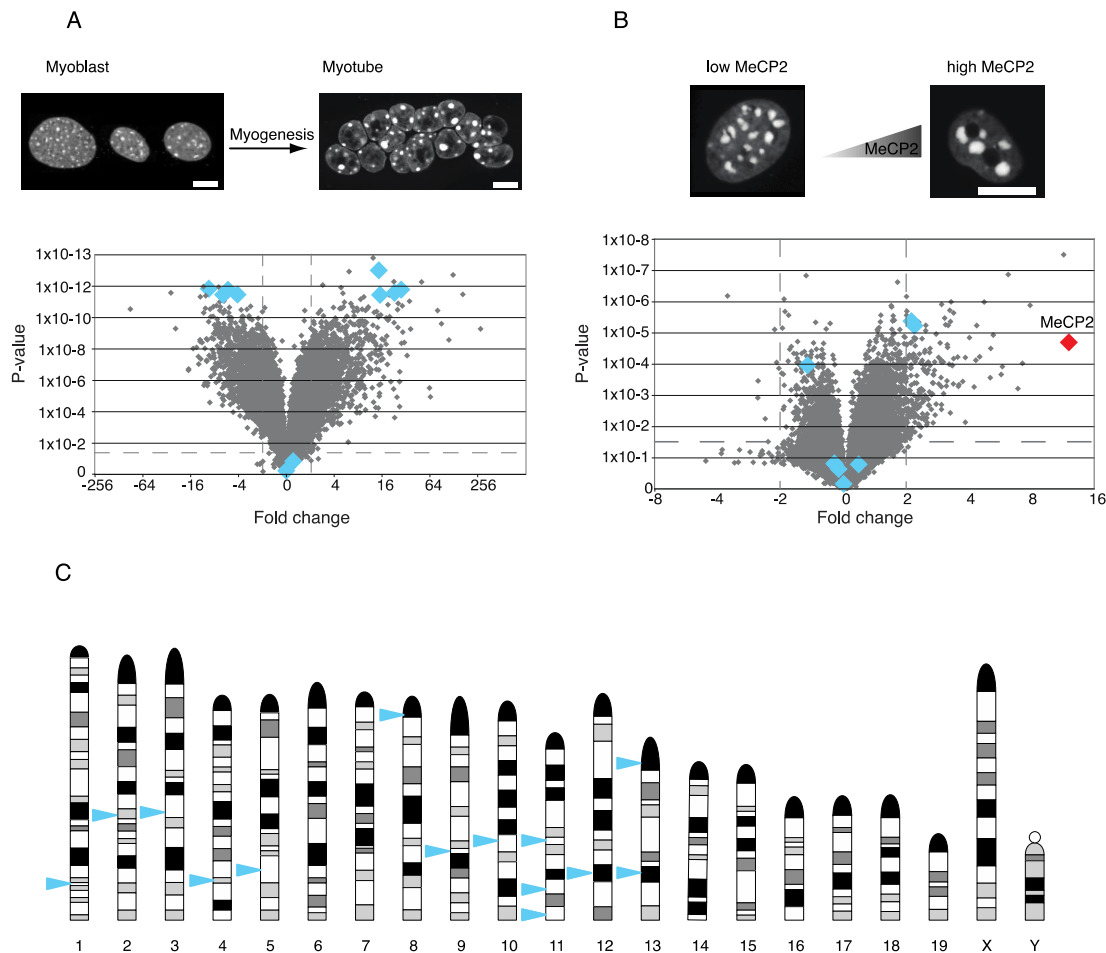 A
Myoblast
Myotube
Myogenesis
B
low MeCP2
high MeCP2
MeCP2
P-value
1x10-13
1x10-12
1x10-10
1x10-8
1x10-6
1x10-4
1x10-2
0
-256
-64
-16
-4
0
4
16
64
256
Fold change
P-value
1x10-8
1x10-7
1x10-6
1x10-5
1x10-4
1x10-3
1x10-2
1x10-1
0
MeCP2
-8
-4
-2
0
2
4
8
16
Fold change
C
1 2 3 4 5 6 7 8 9 10 11 12 13 14 15 16 17 18 19 X Y